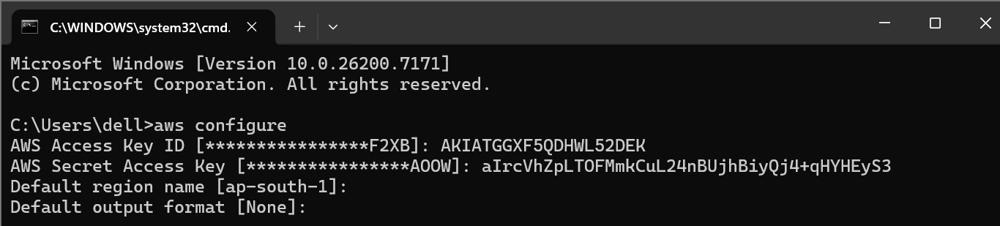 C:\WINDOWS\system32\cmd.
Microsoft Windows [Version 10.0.26200.7171]
(c) Microsoft Corporation. All rights reserved.
C:\Users\dell>aws configure
AWS Access Key ID [****************F2XB]: AKIATGGXF5QDHWL52DEK
AWS Secret Access Key [****************AOOW]: 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
Default region name [ap-south-1]:
Default output format [None]: